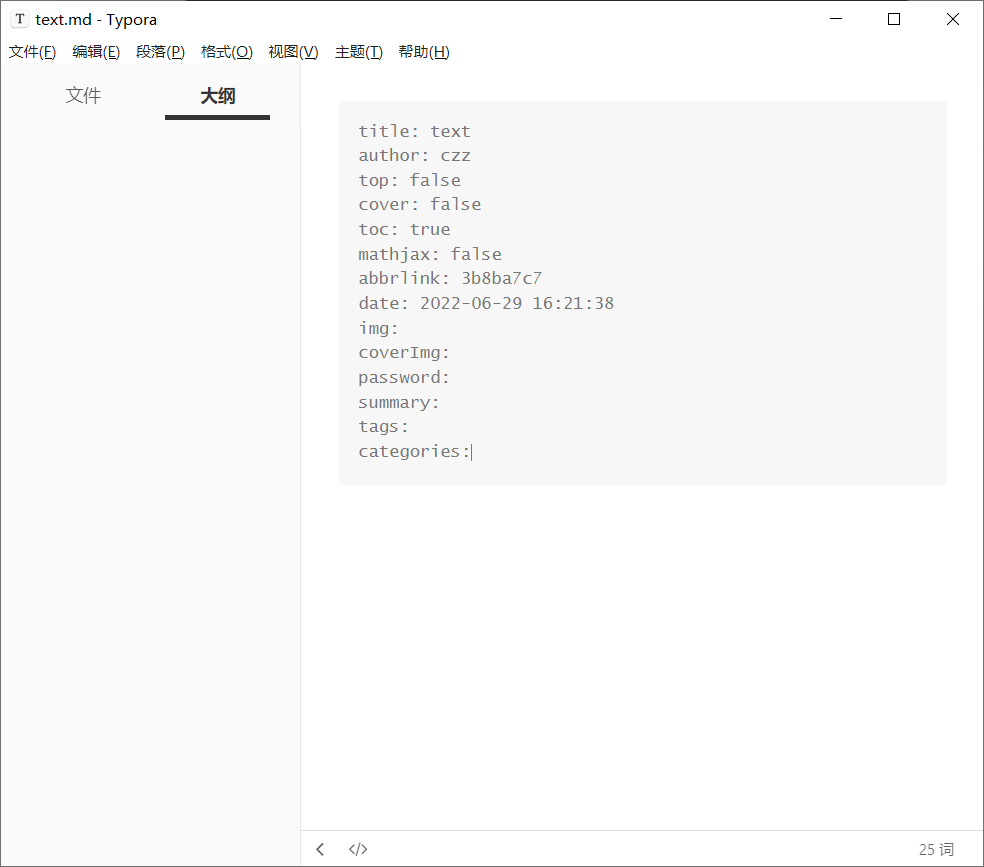 T text.md - Typora
文件(F) 编辑(E) 段落(P) 格式(O) 视图(V) 主题(T) 帮助(H)
文件 大纲
title: text
author: czz
top: false
cover: false
toc: true
mathjax: false
abbrlink: 3b8ba7c7
date: 2022-06-29 16:21:38
img:
coverImg:
password:
summary:
tags:
categories:
</> 25 词